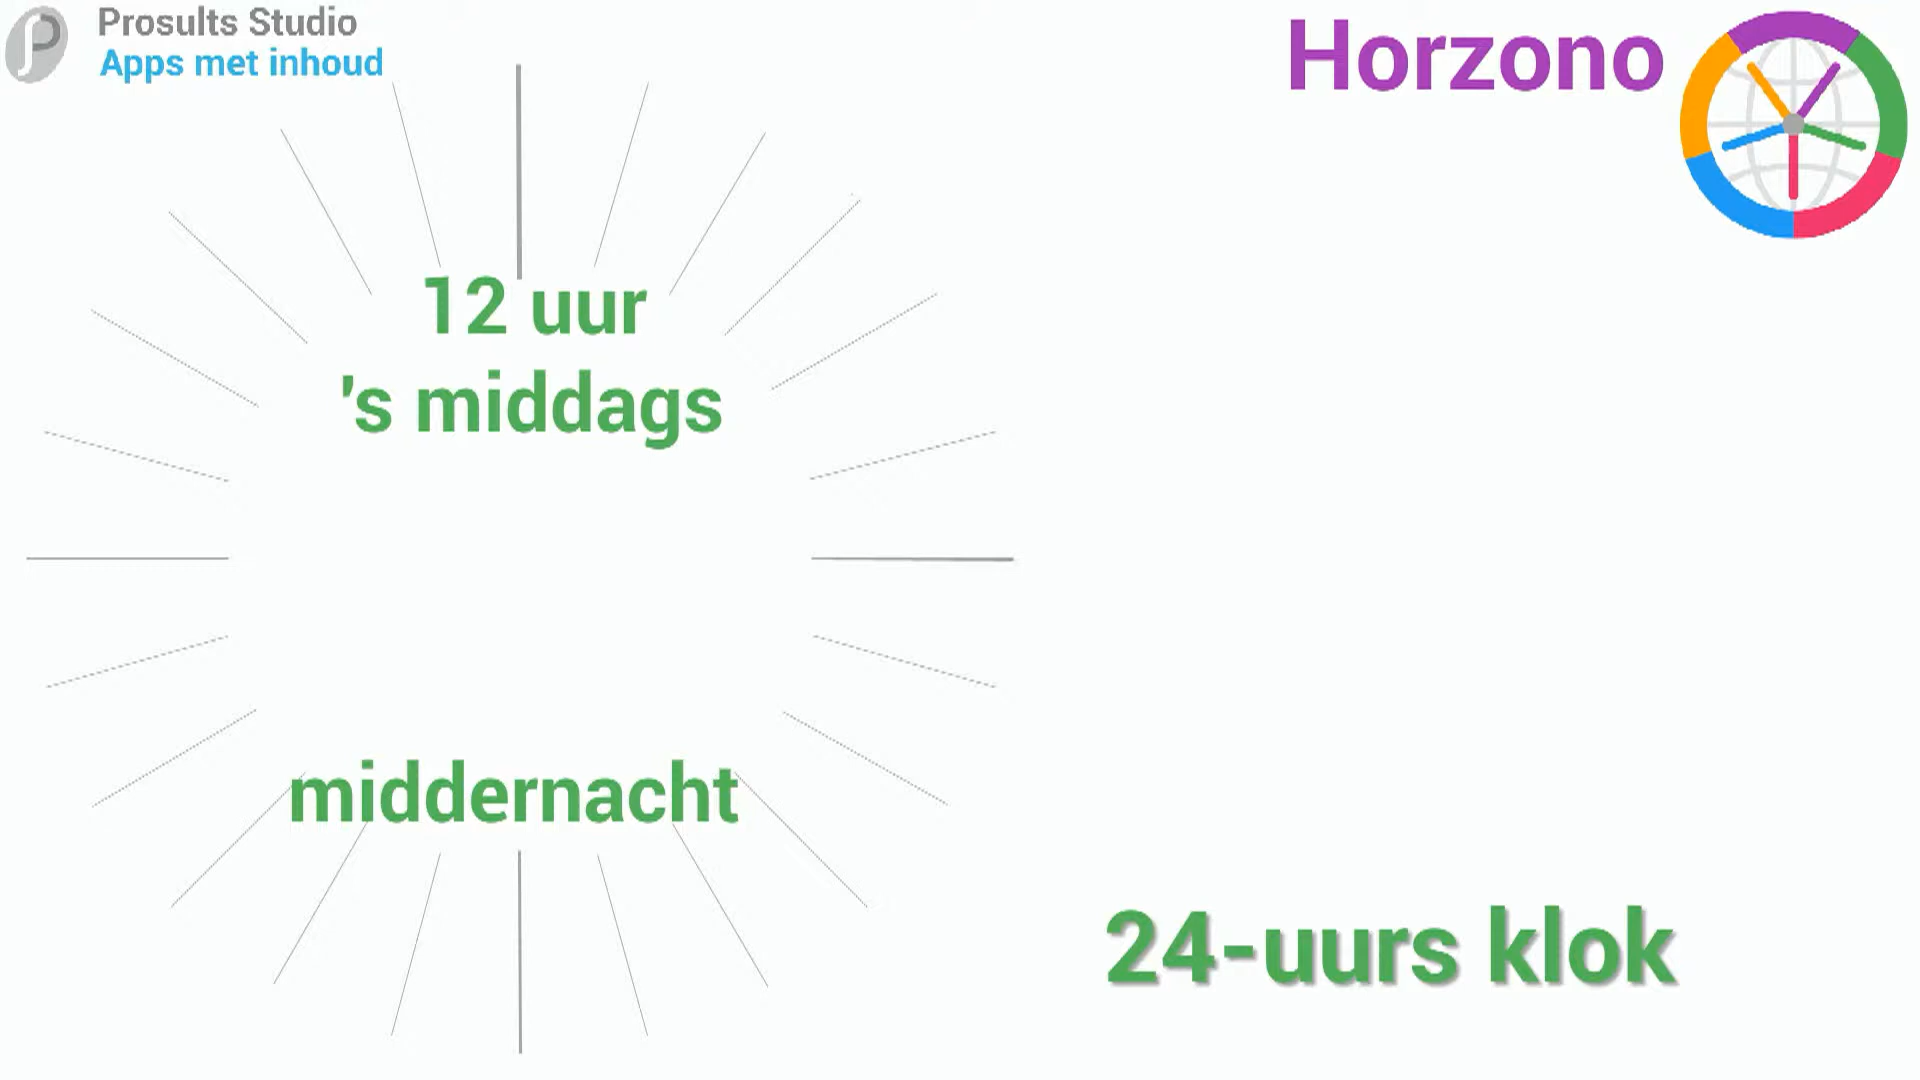 Prosults Studio
Apps met inhoud
Horzono
12 uur
's middags
middernacht
24-uurs klok